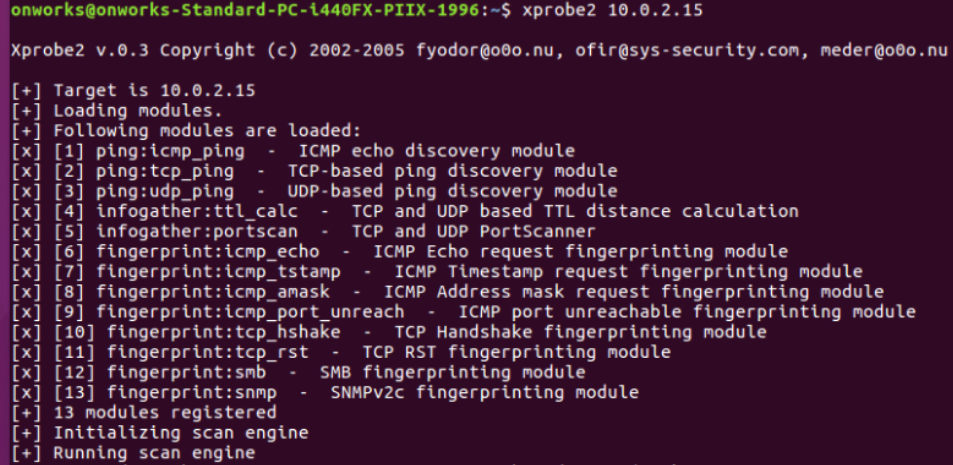 onworks@onworks-Standard-PC-i440FX-PIIX-1996:~$ xprobe2 10.0.2.15
Xprobe2 v.0.3 Copyright (c) 2002-2005 fyodor@o0o.nu, ofir@sys-security.com, meder@o0o.nu
[+] Target is 10.0.2.15
[+] Loading modules.
[+] Following modules are loaded:
[x] [1] ping:icmp_ping  -  ICMP echo discovery module
[x] [2] ping:tcp_ping  -  TCP-based ping discovery module
[x] [3] ping:udp_ping  -  UDP-based ping discovery module
[x] [4] infogather:ttl_calc  -  TCP and UDP based TTL distance calculation
[x] [5] infogather:portscan  -  TCP and UDP PortScanner
[x] [6] fingerprint:icmp_echo  -  ICMP Echo request fingerprinting module
[x] [7] fingerprint:icmp_tstamp  -  ICMP Timestamp request fingerprinting module
[x] [8] fingerprint:icmp_amask  -  ICMP Address mask request fingerprinting module
[x] [9] fingerprint:icmp_port_unreach  -  ICMP port unreachable fingerprinting module
[x] [10] fingerprint:tcp_hshake  -  TCP Handshake fingerprinting module
[x] [11] fingerprint:tcp_rst  -  TCP RST fingerprinting module
[x] [12] fingerprint:smb  -  SMB fingerprinting module
[x] [13] fingerprint:snmp  -  SNMPv2c fingerprinting module
[+] 13 modules registered
[+] Initializing scan engine
[+] Running scan engine